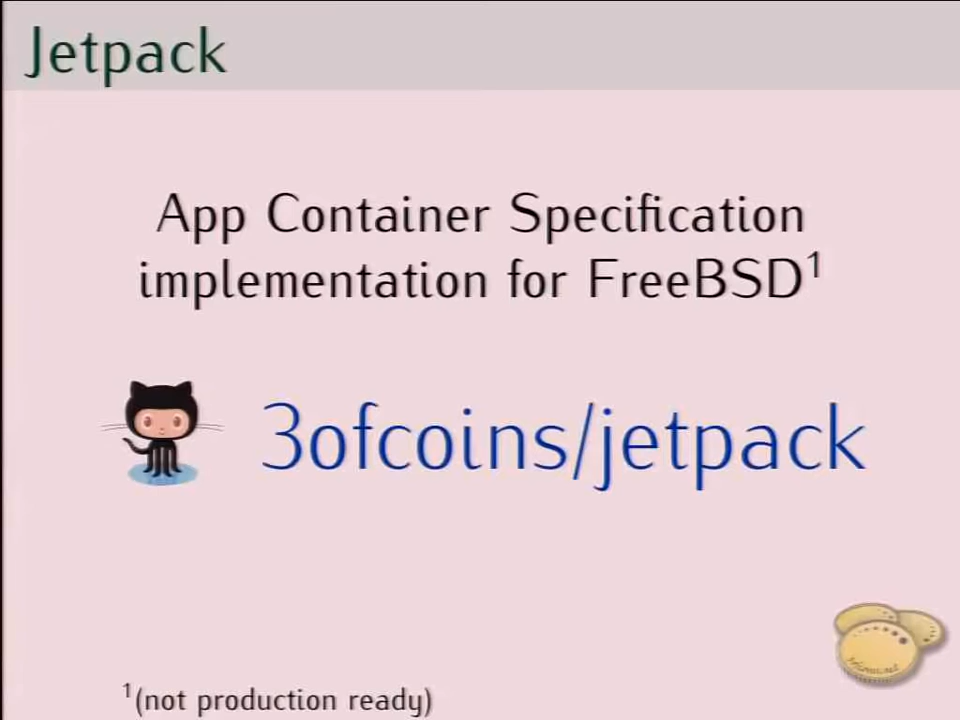 Jetpack
App Container Specification
implementation for FreeBSD¹
3ofcoins/jetpack
¹(not production ready)